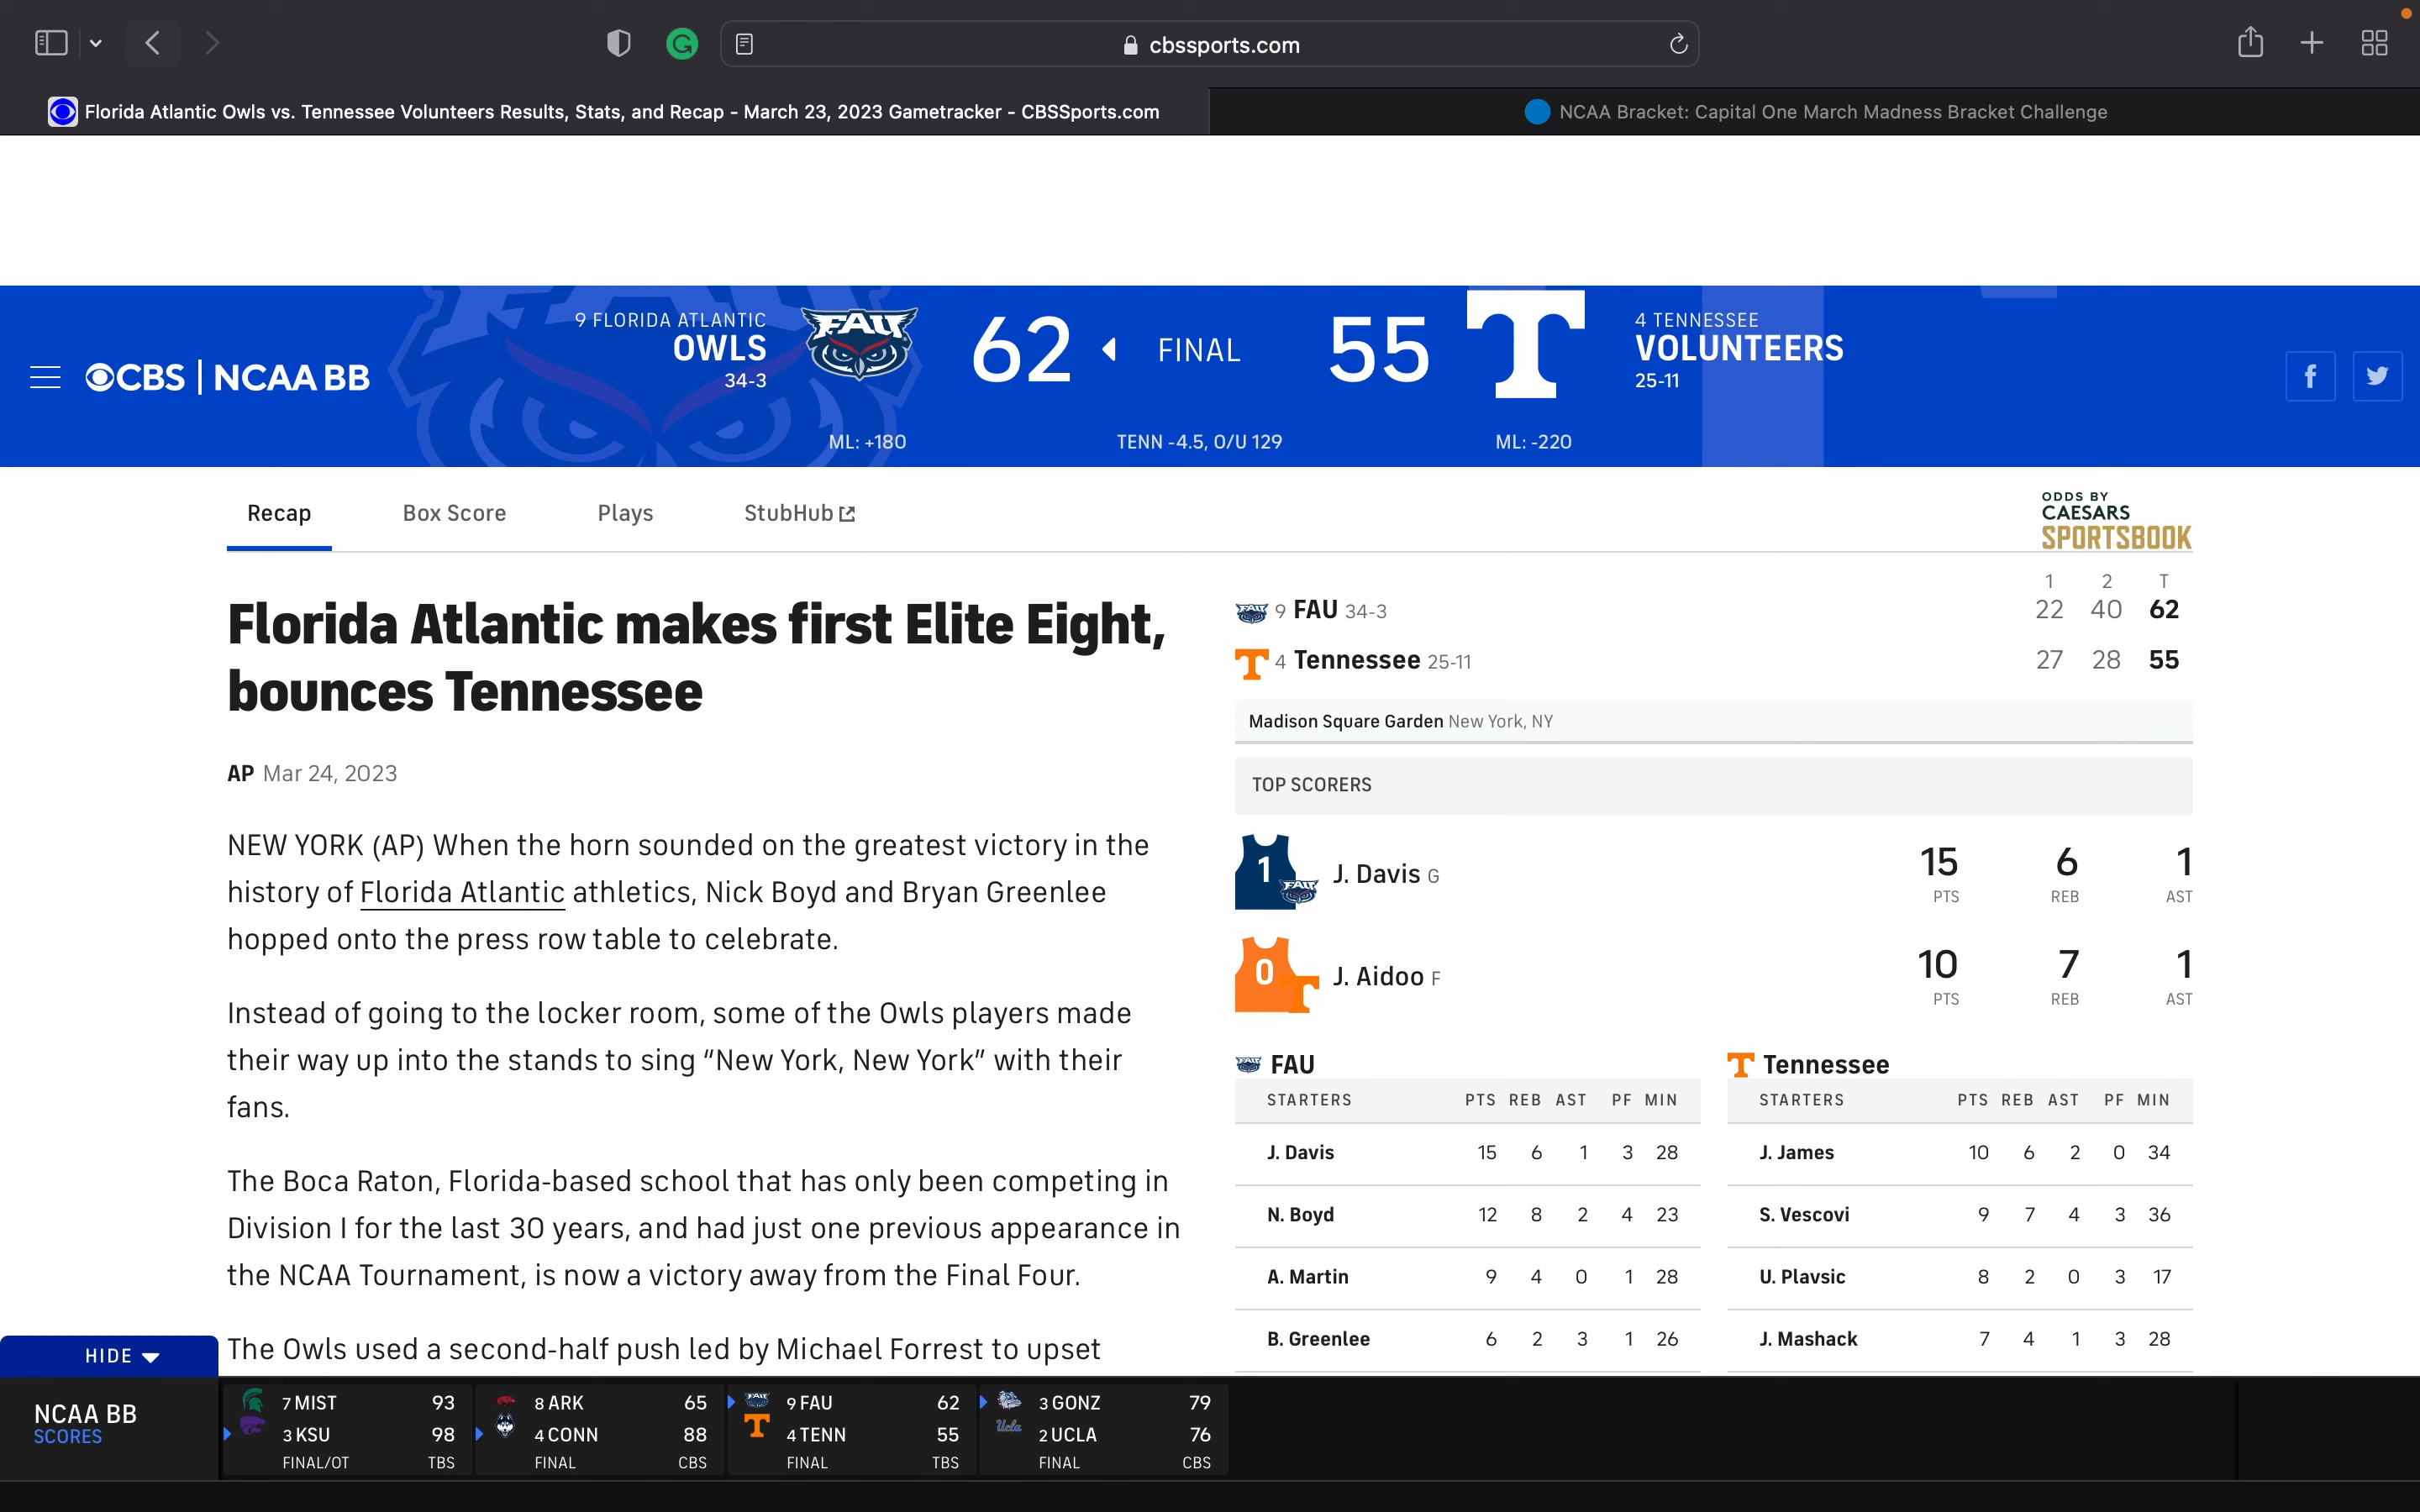 cbssports.com
Florida Atlantic Owls vs. Tennessee Volunteers Results, Stats, and Recap - March 23, 2023 Gametracker - CBSSports.com
NCAA Bracket: Capital One March Madness Bracket Challenge
CBS | NCAA BB
9 FLORIDA ATLANTIC
OWLS
34-3
FAU
62
FINAL
55
T
4 TENNESSEE
VOLUNTEERS
25-11
ML: +180
TENN -4.5, O/U 129
ML: -220
Recap Box Score Plays StubHub
ODDS BY
CAESARS
SPORTSBOOK
Florida Atlantic makes first Elite Eight,
bounces Tennessee
AP Mar 24, 2023
NEW YORK (AP) When the horn sounded on the greatest victory in the
history of Florida Atlantic athletics, Nick Boyd and Bryan Greenlee
hopped onto the press row table to celebrate.
Instead of going to the locker room, some of the Owls players made
their way up into the stands to sing “New York, New York” with their
fans.
The Boca Raton, Florida-based school that has only been competing in
Division I for the last 30 years, and had just one previous appearance in
the NCAA Tournament, is now a victory away from the Final Four.
The Owls used a second-half push led by Michael Forrest to upset
1 2 T
9 FAU 34-3 22 40 62
4 Tennessee 25-11 27 28 55
Madison Square Garden New York, NY
TOP SCORERS
1 J. Davis G 15 6 1
PTS REB AST
0 J. Aidoo F 10 7 1
PTS REB AST
FAU
STARTERS PTS REB AST PF MIN
J. Davis 15 6 1 3 28
N. Boyd 12 8 2 4 23
A. Martin 9 4 0 1 28
B. Greenlee 6 2 3 1 26
Tennessee
STARTERS PTS REB AST PF MIN
J. James 10 6 2 0 34
S. Vescovi 9 7 4 3 36
U. Plavsic 8 2 0 3 17
J. Mashack 7 4 1 3 28
HIDE
NCAA BB
SCORES
7 MIST 93
3 KSU 98
FINAL/OT TBS
8 ARK 65
4 CONN 88
FINAL CBS
9 FAU 62
4 TENN 55
FINAL TBS
3 GONZ 79
2 UCLA 76
FINAL CBS